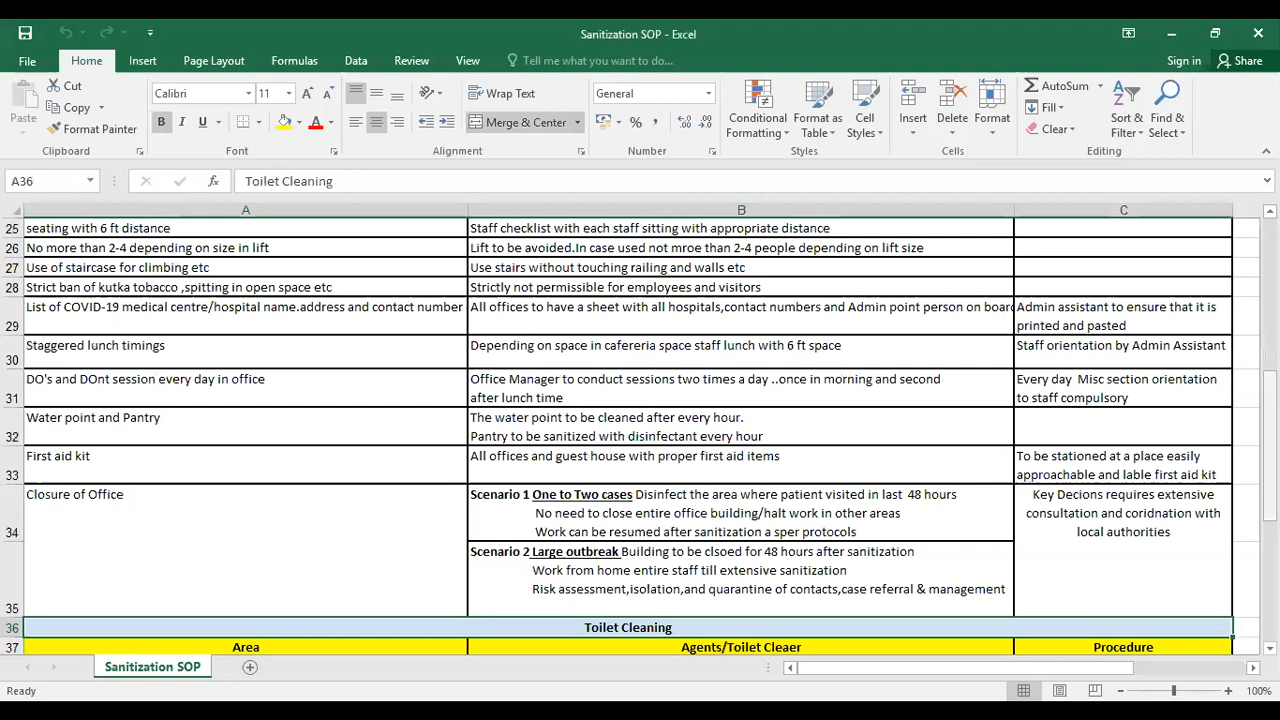 Sanitization SOP - Excel
File Home Insert Page Layout Formulas Data Review View Tell me what you want to do... Sign in Share
Paste Cut Copy Format Painter Clipboard
Calibri 11 B I U Font
Wrap Text Merge & Center Alignment
General % Number
Conditional Formatting Format as Table Cell Styles Styles
Insert Delete Format Cells
AutoSum Fill Clear Sort & Filter Find & Select Editing
A36 fx Toilet Cleaning
A B C
25 seating with 6 ft distance Staff checklist with each staff sitting with appropriate distance
26 No more than 2-4 depending on size in lift Lift to be avoided.In case used not mroe than 2-4 people depending on lift size
27 Use of staircase for climbing etc Use stairs without touching railing and walls etc
28 Strict ban of kutka tobacco ,spitting in open space etc Strictly not permissible for employees and visitors
List of COVID-19 medical centre/hospital name.address and contact number All offices to have a sheet with all hospitals,contact numbers and Admin point person on board Admin assistant to ensure that it is
29 printed and pasted
Staggered lunch timings Depending on space in cafereria space staff lunch with 6 ft space Staff orientation by Admin Assistant
30
DO's and DOnt session every day in office Office Manager to conduct sessions two times a day ..once in morning and second Every day Misc section orientation
31 after lunch time to staff compulsory
Water point and Pantry The water point to be cleaned after every hour.
32 Pantry to be sanitized with disinfectant every hour
First aid kit All offices and guest house with proper first aid items To be stationed at a place easily
33 approachable and lable first aid kit
Closure of Office Scenario 1 One to Two cases Disinfect the area where patient visited in last 48 hours Key Decions requires extensive
No need to close entire office building/halt work in other areas consultation and coridnation with
34 Work can be resumed after sanitization a sper protocols local authorities
Scenario 2 Large outbreak Building to be clsoed for 48 hours after sanitization
Work from home entire staff till extensive sanitization
Risk assessment,isolation,and quarantine of contacts,case referral & management
35
36 Toilet Cleaning
37 Area Agents/Toilet Cleaer Procedure
Sanitization SOP
Ready 100%